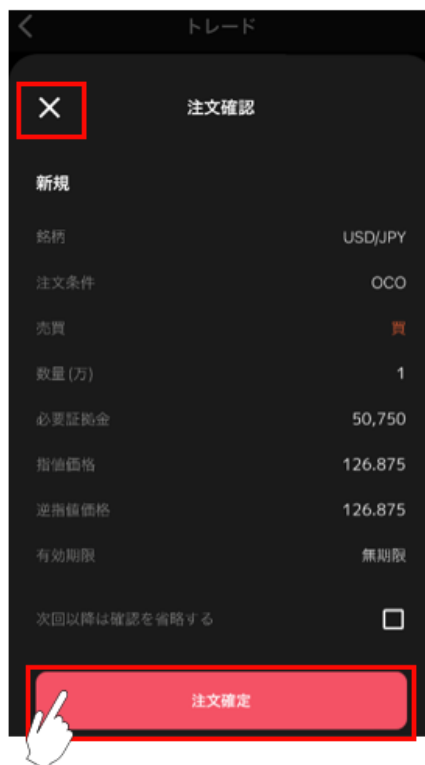 トレード
注文確認
新規
銘柄 USD/JPY
注文条件 OCO
売買 買
数量(万) 1
必要証拠金 50,750
指値価格 126.875
逆指値価格 126.875
有効期限 無期限
次回以降は確認を省略する
注文確定